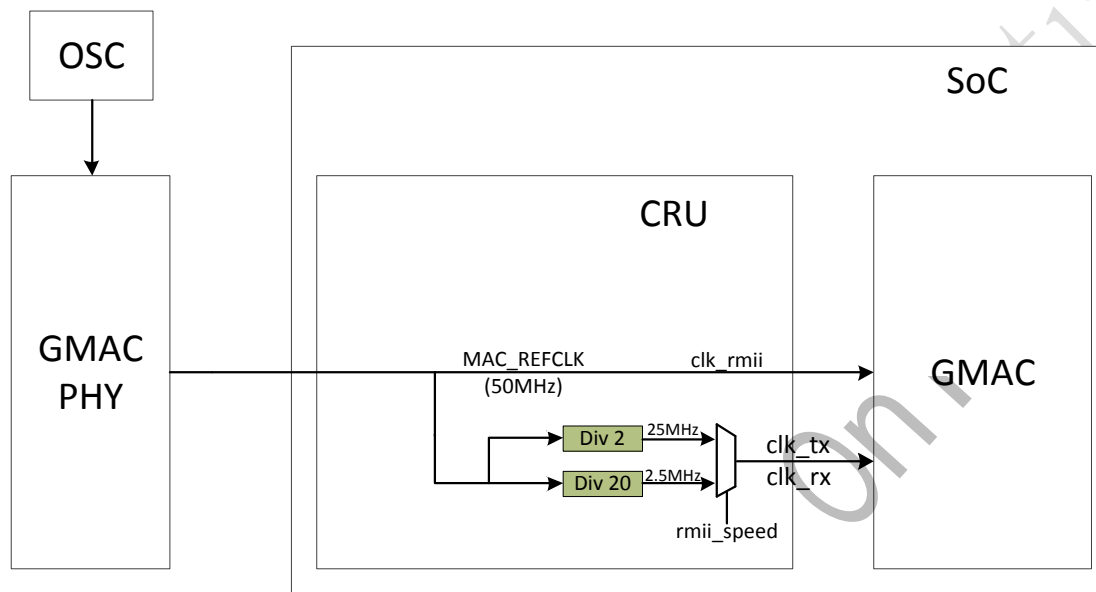 OSC
SoC
CRU
GMAC
PHY
MAC_REFCLK
(50MHz)
clk_rmii
GMAC
Div 2
25MHz
Div 20
2.5MHz
clk_tx
clk_rx
rmii_speed